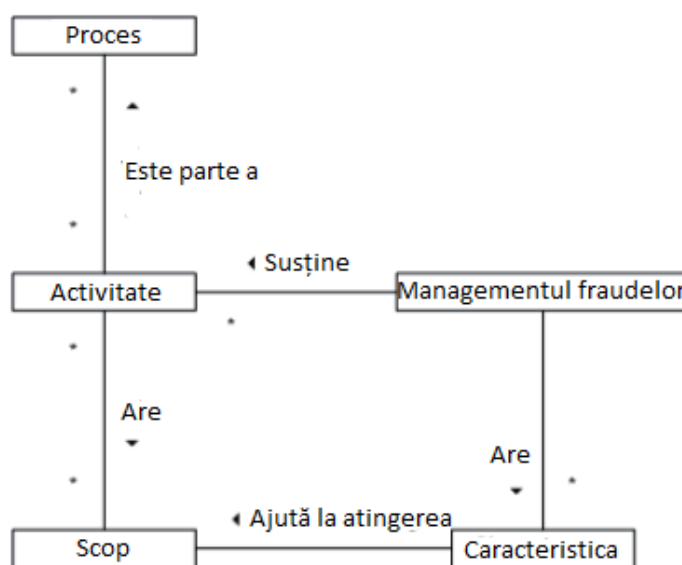 Proces
Este parte a
Susține
Activitate
Managementul fraudelor
Are
Are
Ajută la atingerea
Scop
Caracteristica